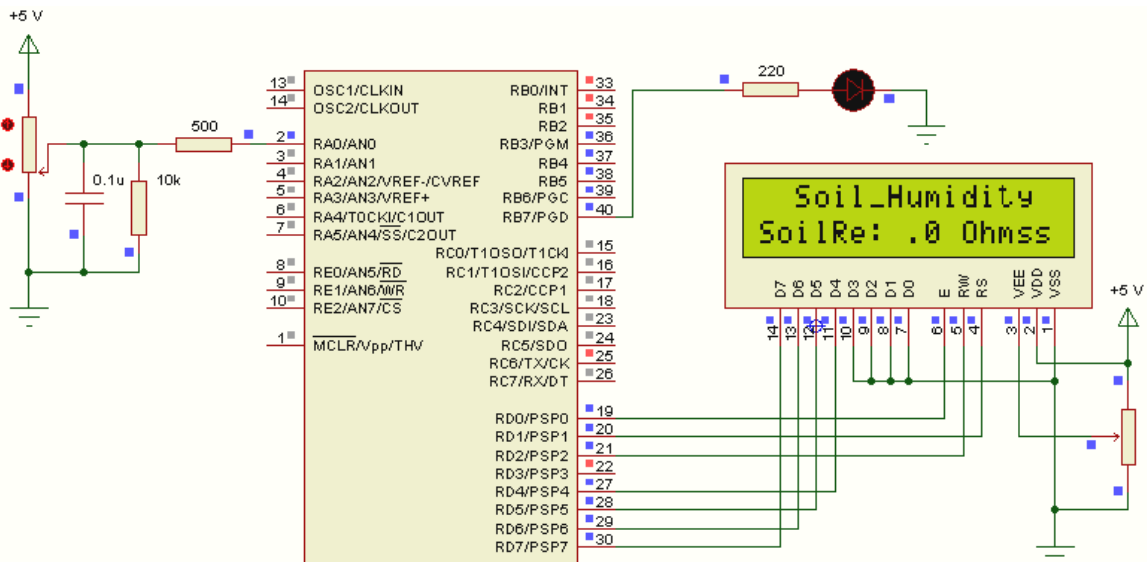 +5 V
500
0.1u
10k
13 OSC1/CLKIN
14 OSC2/CLKOUT
2 RA0/AN0
3 RA1/AN1
4 RA2/AN2/VREF-/CVREF
5 RA3/AN3/VREF+
6 RA4/T0CKI/C1OUT
7 RA5/AN4/SS/C2OUT
8 RE0/AN5/RD
9 RE1/AN6/WR
10 RE2/AN7/CS
1 MCLR/Vpp/THV
RB0/INT 33
RB1 34
RB2 35
RB3/PGM 36
RB4 37
RB5 38
RB6/PGC 39
RB7/PGD 40
RC0/T1OSO/T1CKI 15
RC1/T1OSI/CCP2 16
RC2/CCP1 17
RC3/SCK/SCL 18
RC4/SDI/SDA 23
RC5/SDO 24
RC6/TX/CK 25
RC7/RX/DT 26
RD0/PSP0 19
RD1/PSP1 20
RD2/PSP2 21
RD3/PSP3 22
RD4/PSP4 27
RD5/PSP5 28
RD6/PSP6 29
RD7/PSP7 30
220
Soil_Humidity
SoilRe: .0 Ohmss
D7 D6 D5 D4 D3 D2 D1 D0 E RW RS VEE VDD VSS
14 13 12 11 10 9 8 7 6 5 4 3 2 1
+5 V